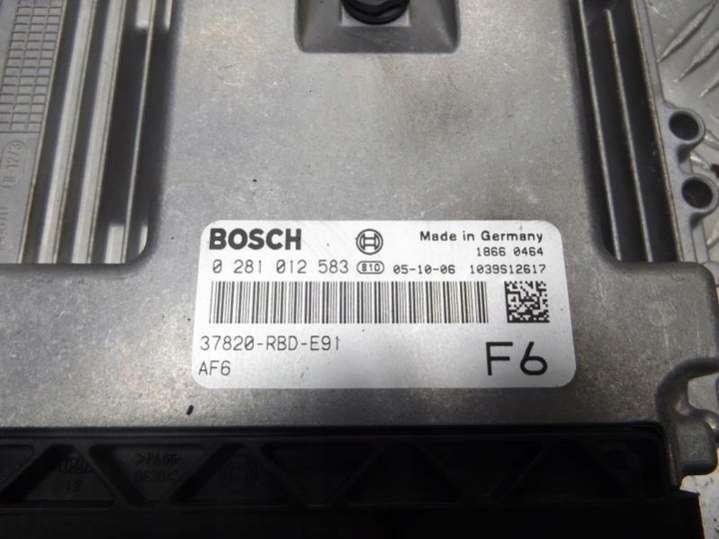 BOSCH Made in Germany
1866 0464
0 281 012 583 810 05-10-06 1039S12617
37820-RBD-E91
AF6 F6
>PA66